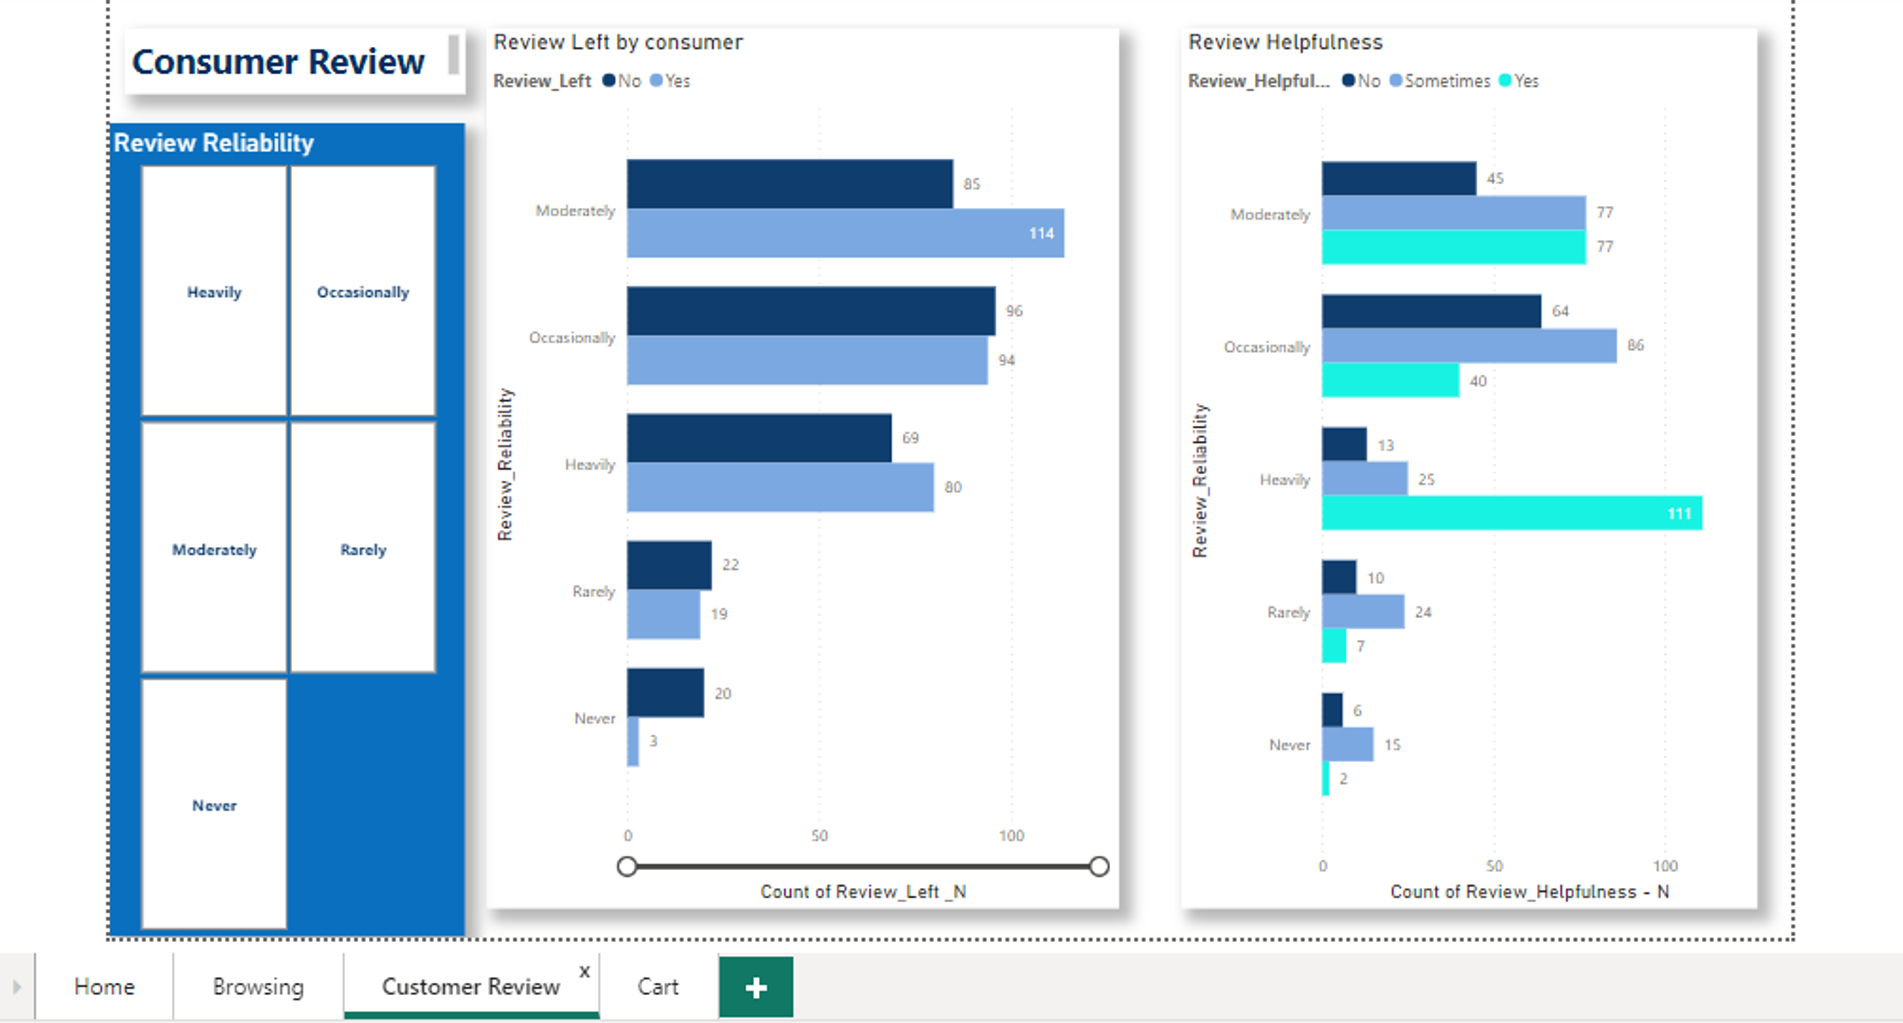 Consumer Review
Review Reliability
Heavily
Occasionally
Moderately
Rarely
Never
Review Left by consumer
Review_Left No Yes
Review_Reliability
Moderately
85
114
Occasionally
96
94
Heavily
69
80
Rarely
22
19
Never
20
3
0 50 100
Count of Review_Left _N
Review Helpfulness
Review_Helpful... No Sometimes Yes
Review_Reliability
Moderately
45
77
77
Occasionally
64
86
40
Heavily
13
25
111
Rarely
10
24
7
Never
6
15
2
0 50 100
Count of Review_Helpfulness - N
Home Browsing Customer Review x Cart +